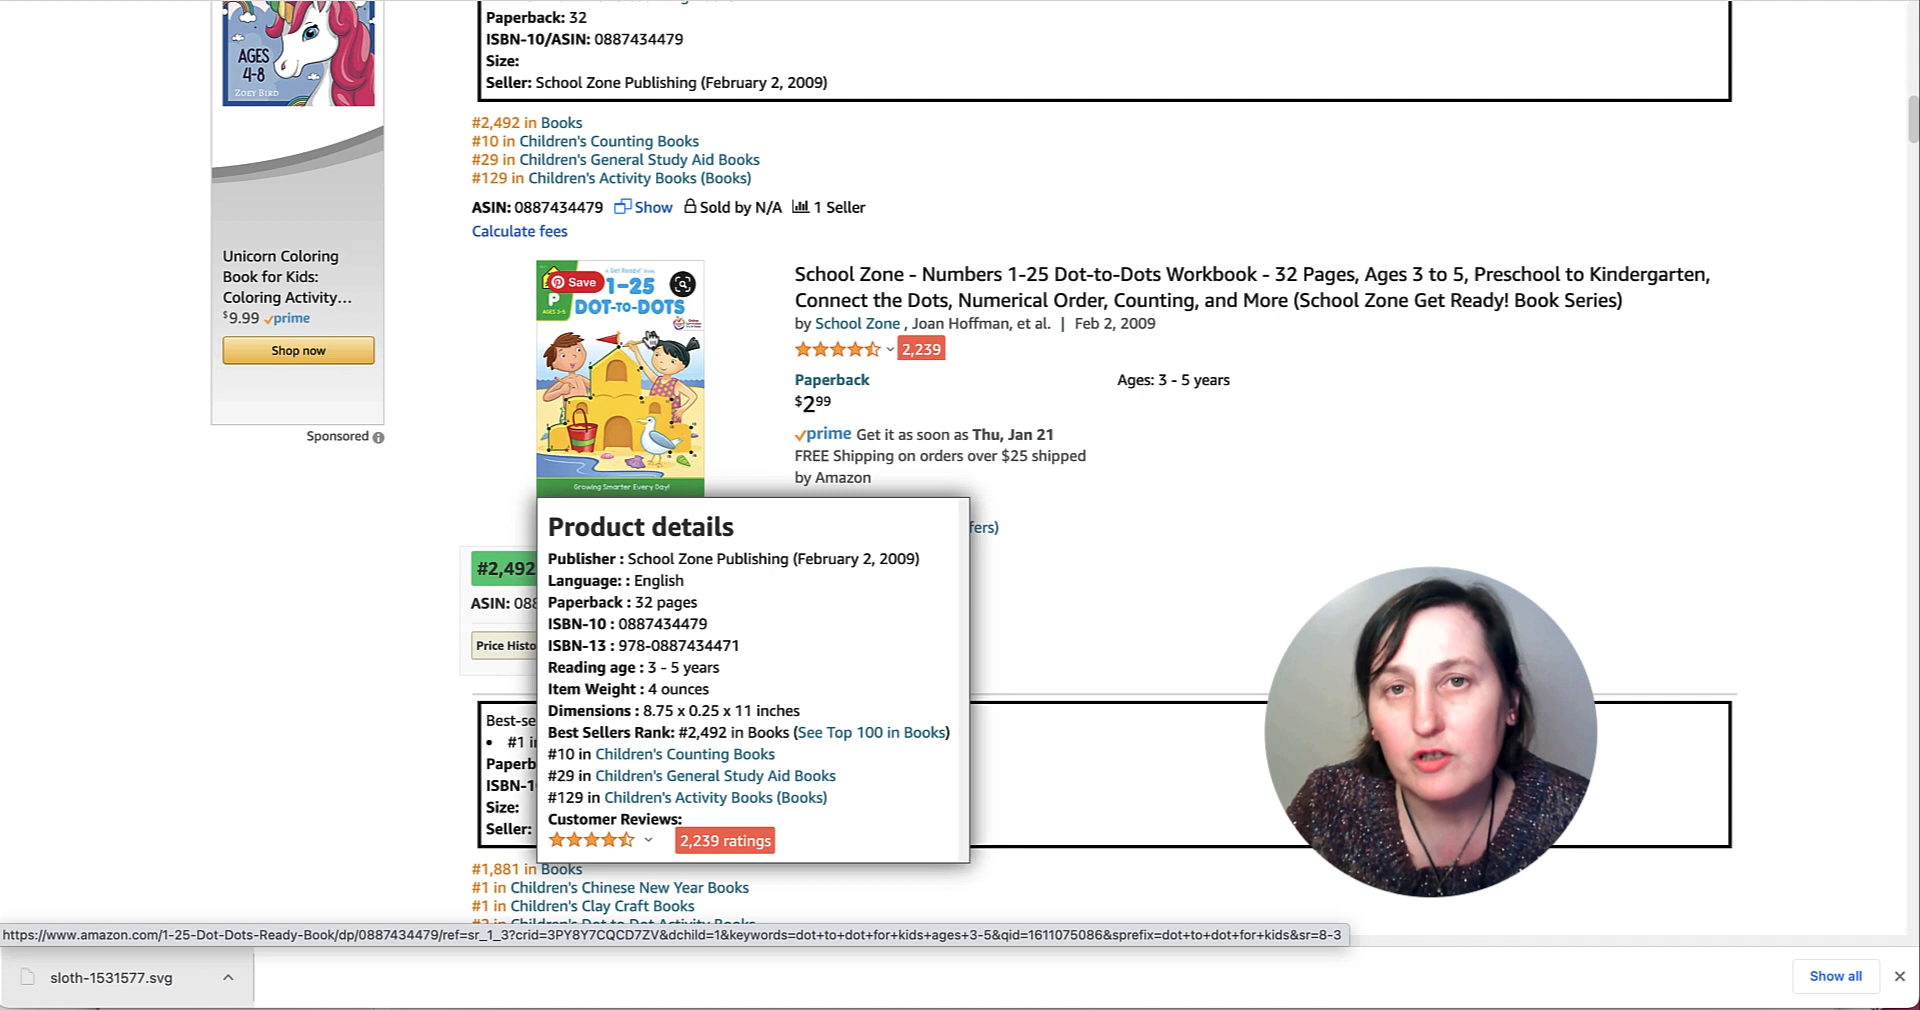 AGES
4-8
ZOEY BIRD
Unicorn Coloring
Book for Kids:
Coloring Activity...
$9.99 prime
Shop now
Sponsored
Paperback: 32
ISBN-10/ASIN: 0887434479
Size:
Seller: School Zone Publishing (February 2, 2009)
#2,492 in Books
#10 in Children's Counting Books
#29 in Children's General Study Aid Books
#129 in Children's Activity Books (Books)
ASIN: 0887434479 Show Sold by N/A 1 Seller
Calculate fees
Save
A Get Ready! Book
P
AGES 3-5
1-25
DOT-TO-DOTS
Growing Smarter Every Day!
School Zone - Numbers 1-25 Dot-to-Dots Workbook - 32 Pages, Ages 3 to 5, Preschool to Kindergarten,
Connect the Dots, Numerical Order, Counting, and More (School Zone Get Ready! Book Series)
by School Zone , Joan Hoffman, et al. | Feb 2, 2009
2,239
Paperback
Ages: 3 - 5 years
$2.99
prime Get it as soon as Thu, Jan 21
FREE Shipping on orders over $25 shipped
by Amazon
fers)
#2,492
ASIN: 088
Price Histo
Product details
Publisher : School Zone Publishing (February 2, 2009)
Language: : English
Paperback : 32 pages
ISBN-10 : 0887434479
ISBN-13 : 978-0887434471
Reading age : 3 - 5 years
Item Weight : 4 ounces
Dimensions : 8.75 x 0.25 x 11 inches
Best Sellers Rank: #2,492 in Books (See Top 100 in Books)
#10 in Children's Counting Books
#29 in Children's General Study Aid Books
#129 in Children's Activity Books (Books)
Customer Reviews:
2,239 ratings
Best-se
#1 i
Paperb
ISBN-1
Size:
Seller:
#1,881 in Books
#1 in Children's Chinese New Year Books
#1 in Children's Clay Craft Books
https://www.amazon.com/1-25-Dot-Dots-Ready-Book/dp/0887434479/ref=sr_1_3?crid=3PY8Y7CQCD7ZV&dchild=1&keywords=dot+to+dot+for+kids+ages+3-5&qid=1611075086&sprefix=dot+to+dot+for+kids&sr=8-3
sloth-1531577.svg
Show all